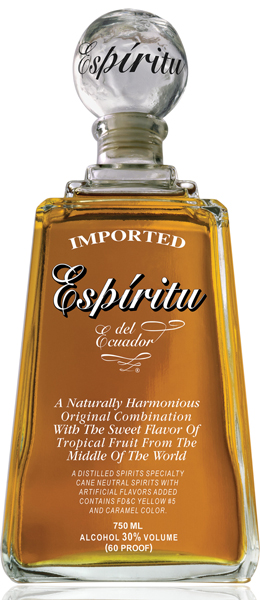 Espíritu
IMPORTED
Espíritu
del
Ecuador
®
A Naturally Harmonious
Original Combination
With The Sweet Flavor Of
Tropical Fruit From The
Middle Of The World
A DISTILLED SPIRITS SPECIALTY
CANE NEUTRAL SPIRITS WITH
ARTIFICIAL FLAVORS ADDED
CONTAINS FD&C YELLOW #5
AND CARAMEL COLOR.
750 ML
ALCOHOL 30% VOLUME
(60 PROOF)